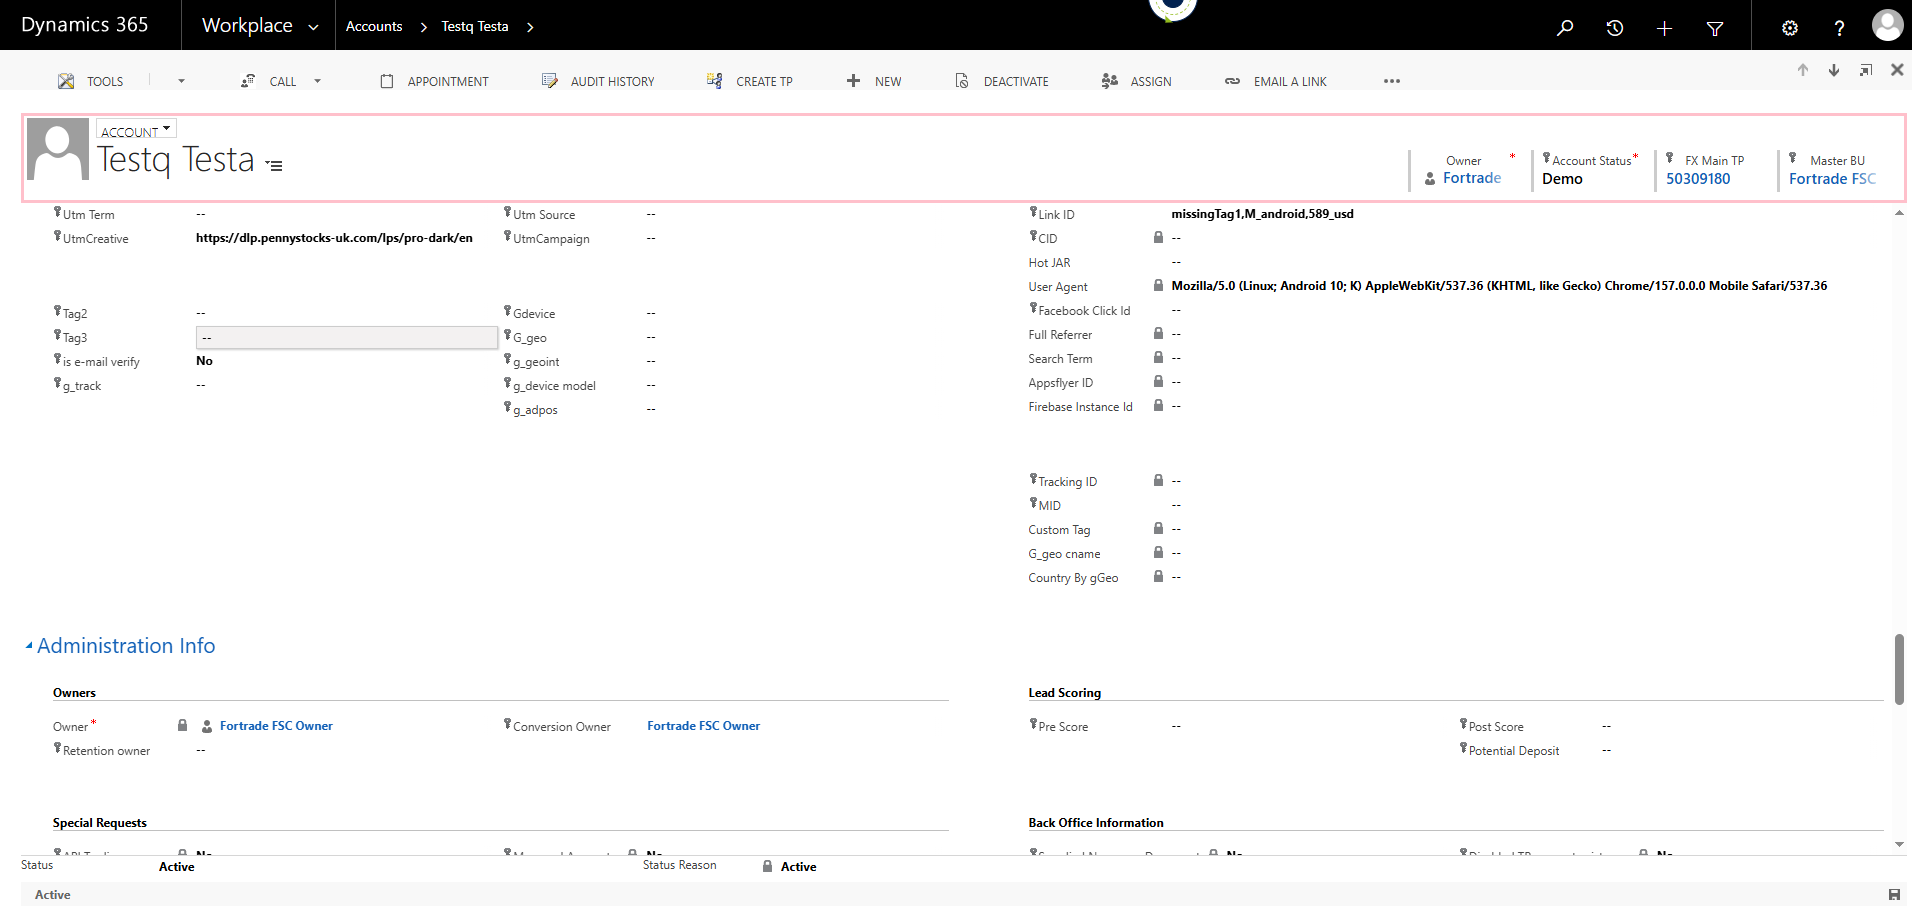 Dynamics 365 Workplace Accounts > Testq Testa >
TOOLS CALL APPOINTMENT AUDIT HISTORY CREATE TP NEW DEACTIVATE ASSIGN EMAIL A LINK
ACCOUNT
Testq Testa
Owner * Account Status * FX Main TP Master BU
Fortrade Demo 50309180 Fortrade FSC
Utm Term -- Utm Source -- Link ID missingTag1,M_android,589_usd
UtmCreative https://dlp.pennystocks-uk.com/lps/pro-dark/en UtmCampaign -- CID --
Hot JAR --
User Agent Mozilla/5.0 (Linux; Android 10; K) AppleWebKit/537.36 (KHTML, like Gecko) Chrome/157.0.0.0 Mobile Safari/537.36
Tag2 -- Gdevice -- Facebook Click Id --
Tag3 -- G_geo -- Full Referrer --
is e-mail verify No g_geoint -- Search Term --
g_track -- g_device model -- Appsflyer ID --
g_adpos -- Firebase Instance Id --
Tracking ID --
MID --
Custom Tag --
G_geo cname --
Country By gGeo --
Administration Info
Owners Lead Scoring
Owner * Fortrade FSC Owner Conversion Owner Fortrade FSC Owner Pre Score -- Post Score --
Retention owner -- Potential Deposit --
Special Requests Back Office Information
Status Active Status Reason Active
Active